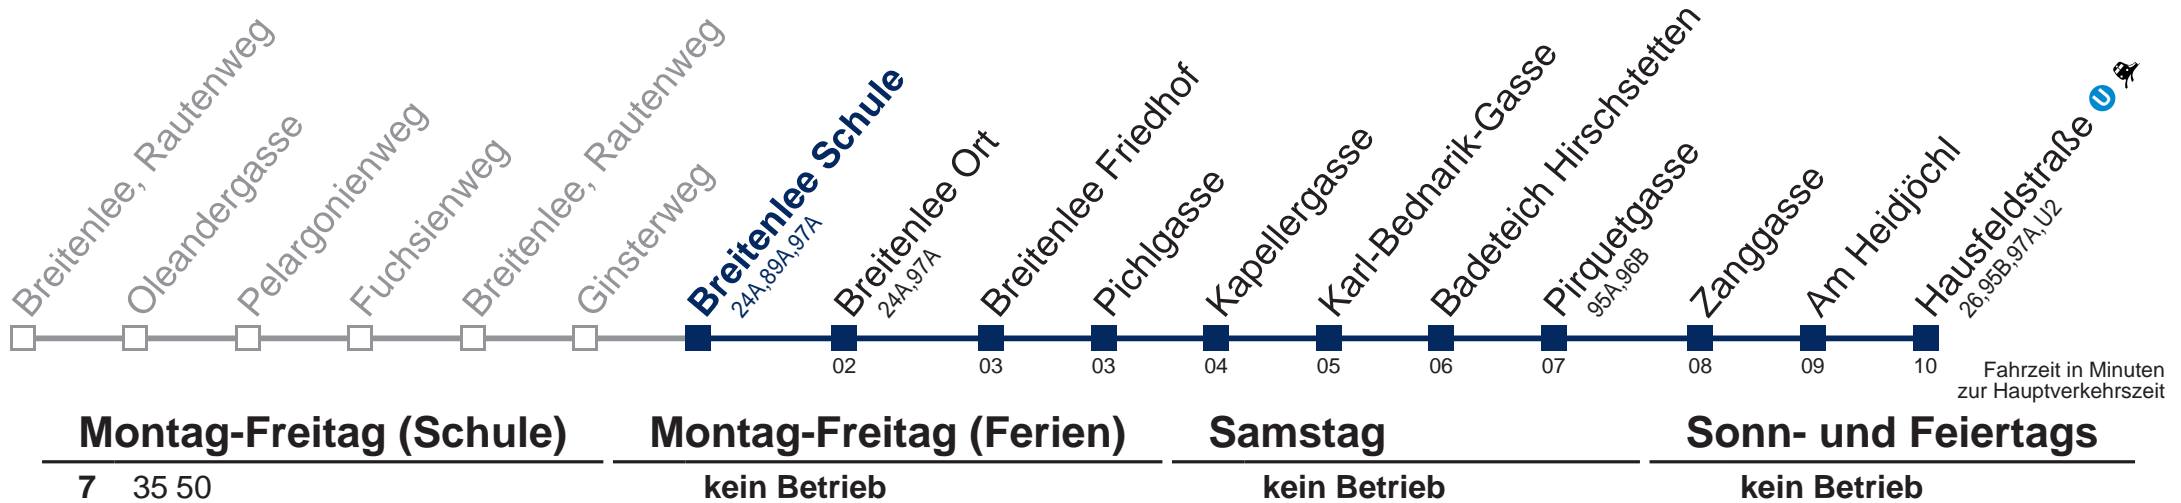 Breitenlee, Rautenweg
Oleandergasse
Pelargonienweg
Fuchsienweg
Breitenlee, Rautenweg
Ginsterweg
Breitenlee Schule
24A,89A,97A
Breitenlee Ort
24A,97A
Breitenlee Friedhof
Pichlgasse
Kapellergasse
Karl-Bednarik-Gasse
Badeteich Hirschstetten
Pirquetgasse
95A,96B
Zanggasse
Am Heidjöchl
Hausfeldstraße U
26,95B,97A,U2
02 03 03 04 05 06 07 08 09 10
Fahrzeit in Minuten
zur Hauptverkehrszeit
Montag-Freitag (Schule) Montag-Freitag (Ferien) Samstag Sonn- und Feiertags
7 35 50 kein Betrieb kein Betrieb kein Betrieb